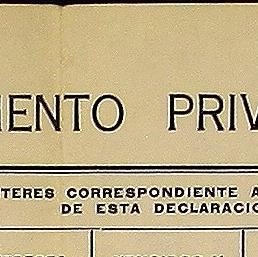 IENTO PRIV
TERES CORRESPONDIENTE A
DE ESTA DECLARACIO